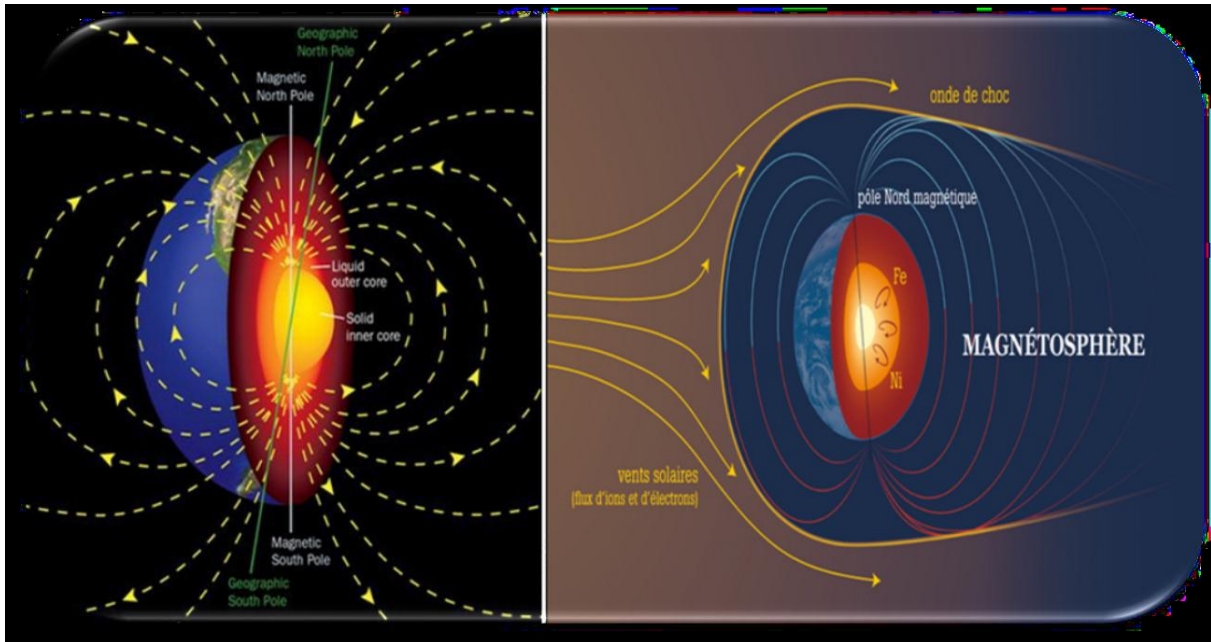 Geographic
North Pole
Magnetic
North Pole
Liquid
outer core
Solid
inner core
Magnetic
South Pole
Geographic
South Pole
onde de choc
pôle Nord magnétique
Fe
MAGNÉTOSPHÈRE
Ni
vents solaires
(flux d'ions et d'électrons)